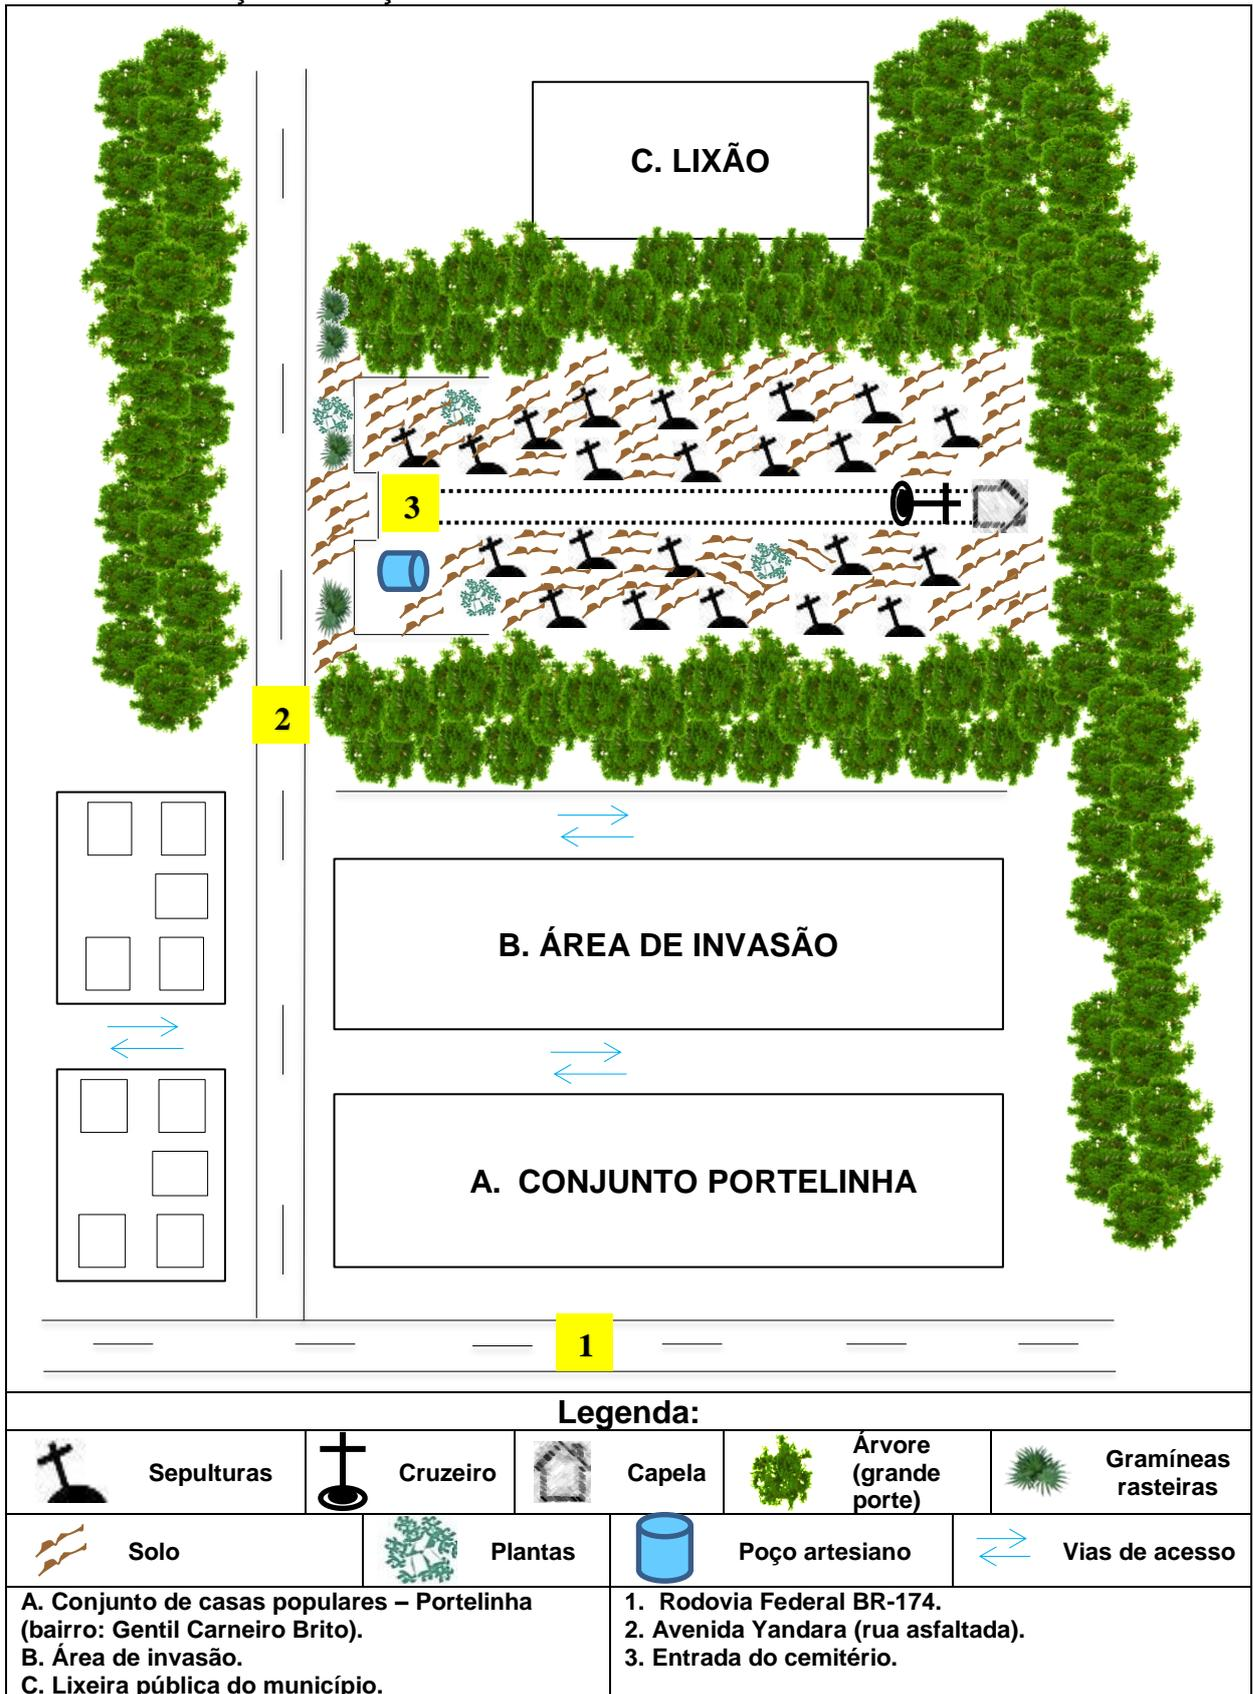 C. LIXÃO
3
2
B. ÁREA DE INVASÃO
A. CONJUNTO PORTELINHA
1
Legenda:
Sepulturas
Cruzeiro
Capela
Árvore
(grande
porte)
Gramíneas
rasteiras
Solo
Plantas
Poço artesiano
Vias de acesso
A. Conjunto de casas populares – Portelinha
(bairro: Gentil Carneiro Brito).
B. Área de invasão.
C. Lixeira pública do município.
1. Rodovia Federal BR-174.
2. Avenida Yandara (rua asfaltada).
3. Entrada do cemitério.